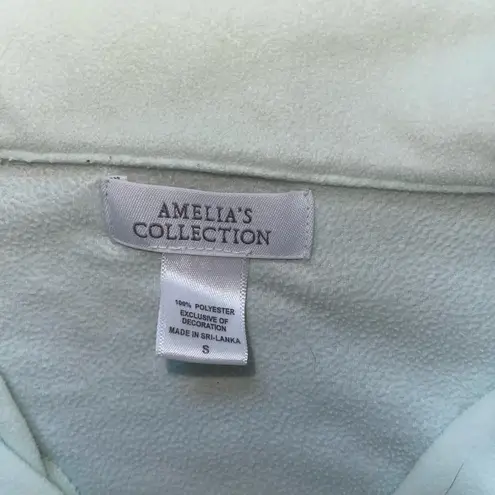 AMELIA'S
COLLECTION
100% POLYESTER
EXCLUSIVE OF
DECORATION
MADE IN SRI-LANKA
S